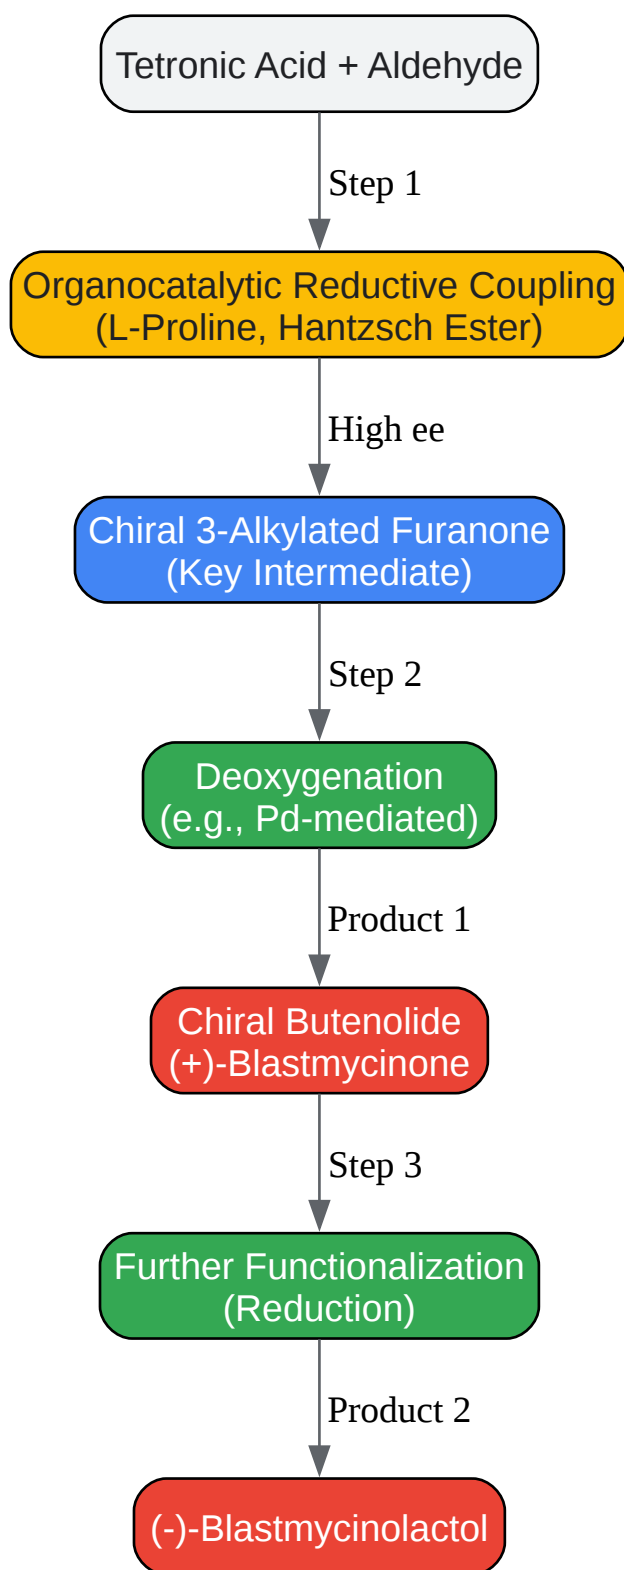 Tetronic Acid + Aldehyde
Step 1
Organocatalytic Reductive Coupling
(L-Proline, Hantzsch Ester)
High ee
Chiral 3-Alkylated Furanone
(Key Intermediate)
Step 2
Deoxygenation
(e.g., Pd-mediated)
Product 1
Chiral Butenolide
(+)-Blastmycinone
Step 3
Further Functionalization
(Reduction)
Product 2
(-)-Blastmycinolactol